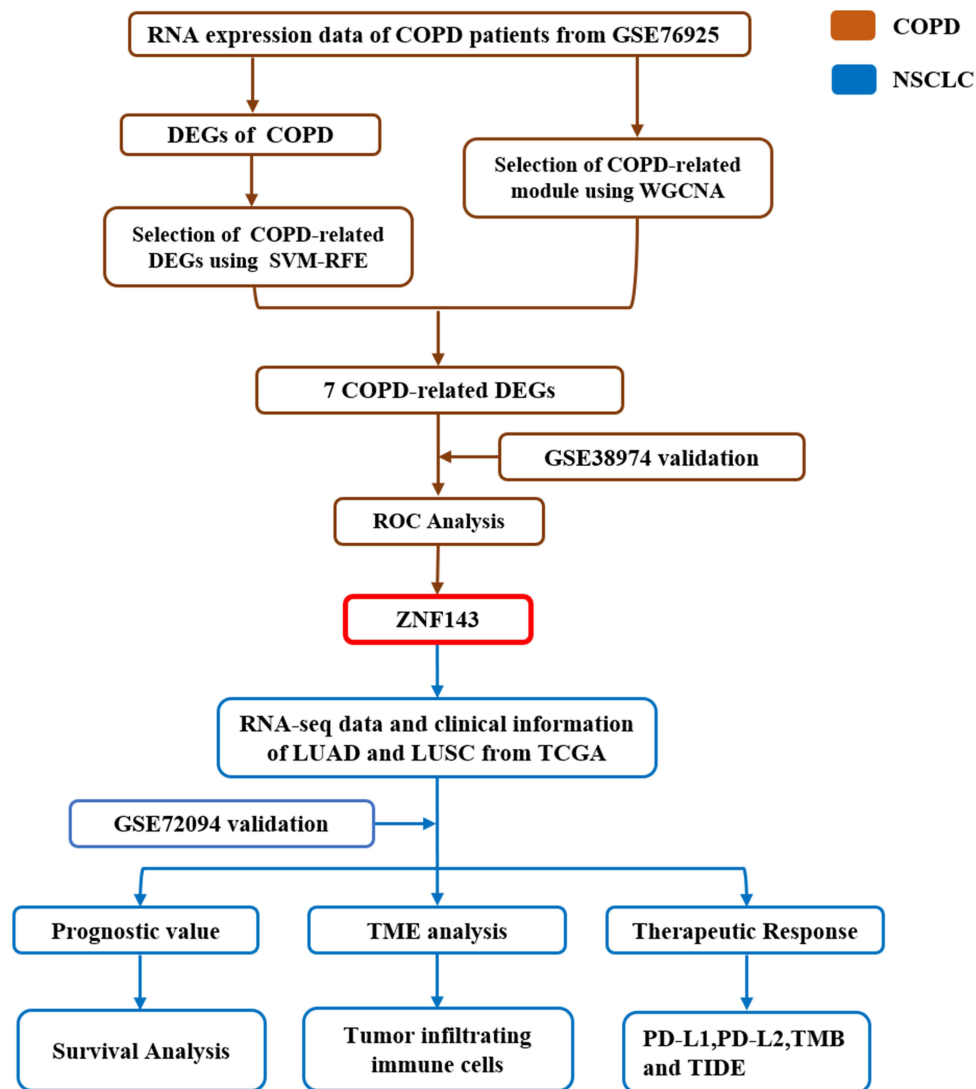 RNA expression data of COPD patients from GSE76925
COPD
NSCLC
DEGs of COPD
Selection of COPD-related
module using WGCNA
Selection of COPD-related
DEGs using SVM-RFE
7 COPD-related DEGs
GSE38974 validation
ROC Analysis
ZNF143
RNA-seq data and clinical information
of LUAD and LUSC from TCGA
GSE72094 validation
Prognostic value
TME analysis
Therapeutic Response
Survival Analysis
Tumor infiltrating
immune cells
PD-L1,PD-L2,TMB
and TIDE